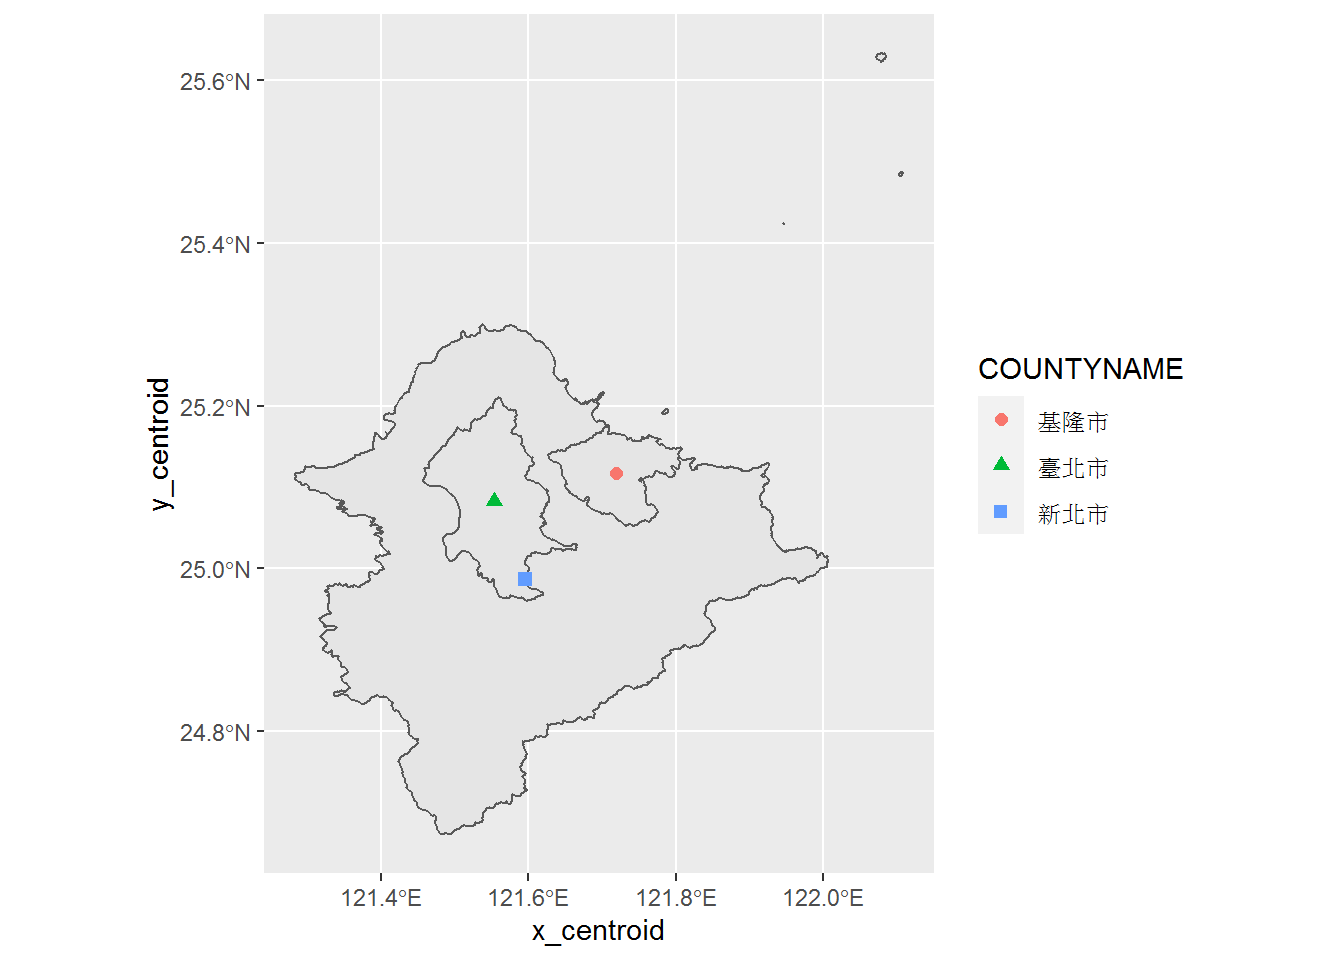 25.6°N
25.4°N
25.2°N
25.0°N
24.8°N
y_centroid
121.4°E
121.6°E
121.8°E
122.0°E
x_centroid
COUNTYNAME
基隆市
臺北市
新北市